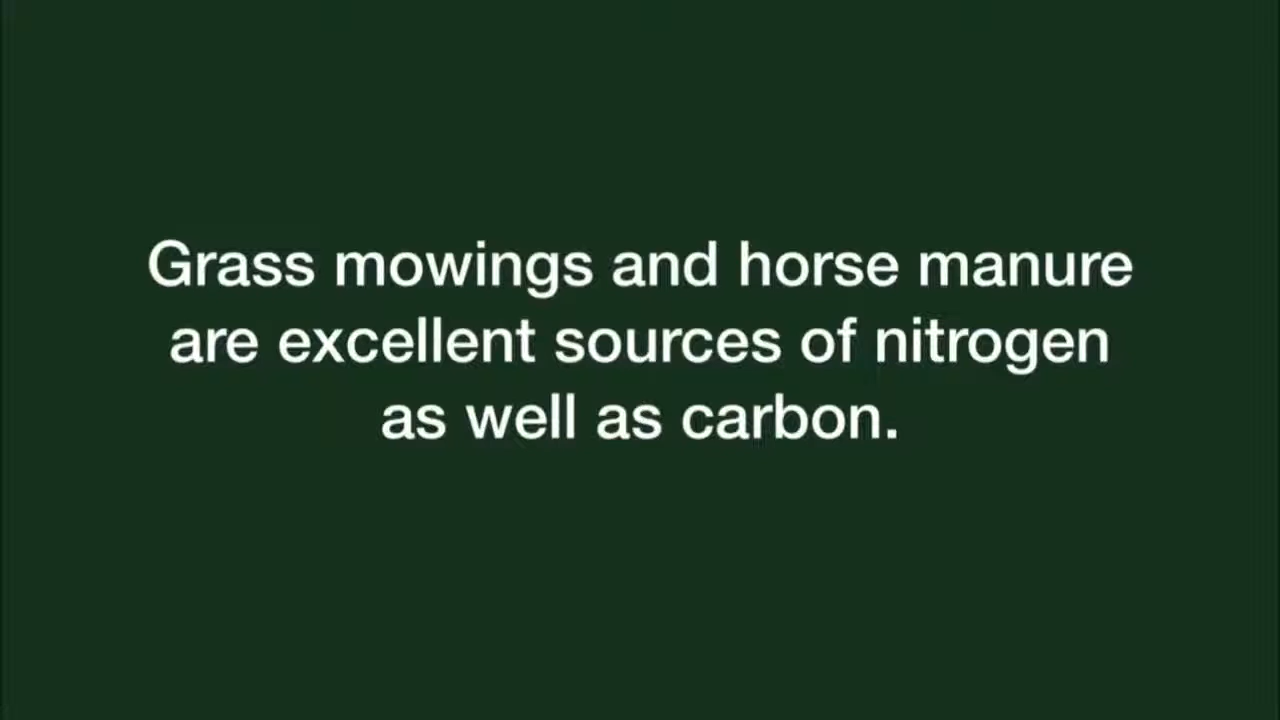 Grass mowings and horse manure
are excellent sources of nitrogen
as well as carbon.